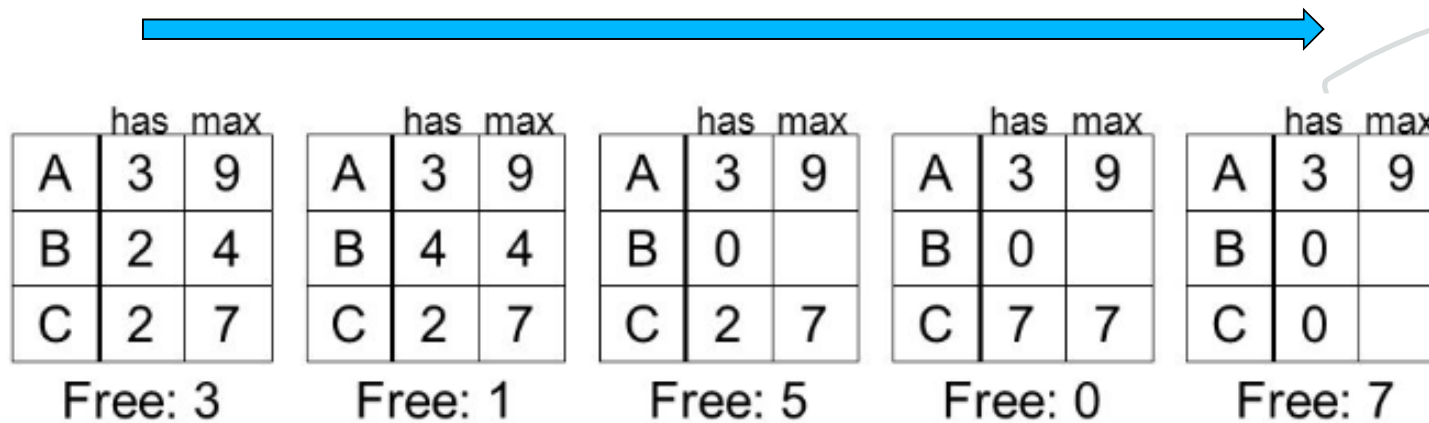 has max has max has max has max has max
A 3 9 A 3 9 A 3 9 A 3 9 A 3 9
B 2 4 B 4 4 B 0 B 0 B 0
C 2 7 C 2 7 C 2 7 C 7 7 C 0
Free: 3 Free: 1 Free: 5 Free: 0 Free: 7